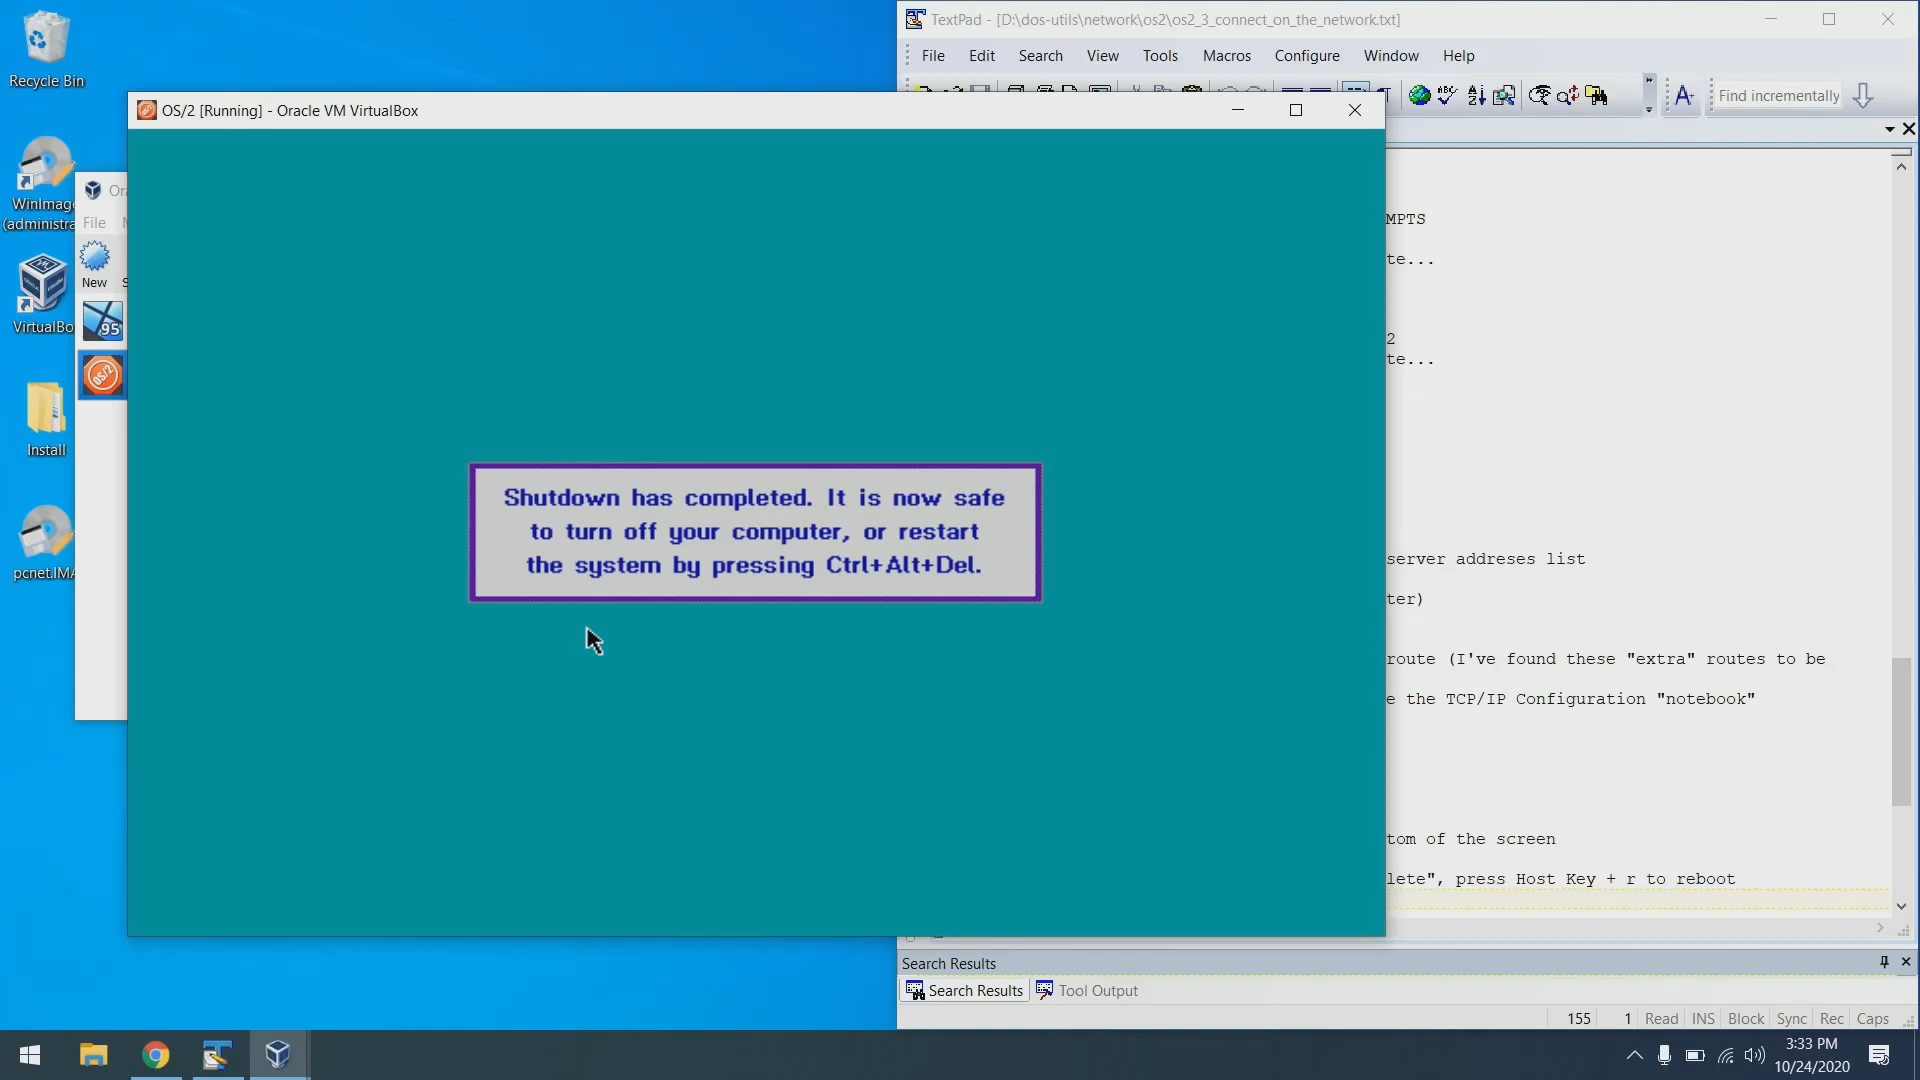 Recycle Bin
WinImage
(administra
VirtualBo
Install
pcnet.IMA
File
New
95
OS/2
OS/2 [Running] - Oracle VM VirtualBox
Shutdown has completed. It is now safe
to turn off your computer, or restart
the system by pressing Ctrl+Alt+Del.
TextPad - [D:\dos-utils\network\os2\os2_3_connect_on_the_network.txt]
File Edit Search View Tools Macros Configure Window Help
Find incrementally
MPTS
te...
2
te...
server addreses list
ter)
route (I've found these "extra" routes to be
e the TCP/IP Configuration "notebook"
tom of the screen
lete", press Host Key + r to reboot
Search Results
Search Results Tool Output
155 1 Read INS Block Sync Rec Caps
3:33 PM
10/24/2020